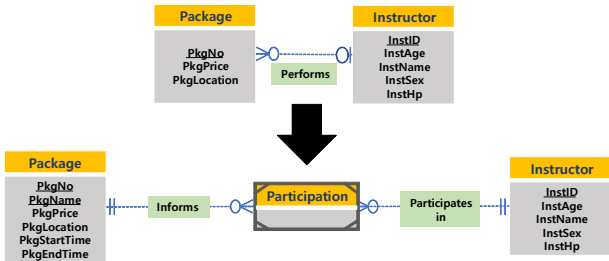 Package
PkgNo
PkgPrice
PkgLocation
Performs
Instructor
InstID
InstAge
InstName
InstSex
InstHp
Package
PkgNo
PkgName
PkgPrice
PkgLocation
PkgStartTime
PkgEndTime
Informs
Participation
Participates
in
Instructor
InstID
InstAge
InstName
InstSex
InstHp